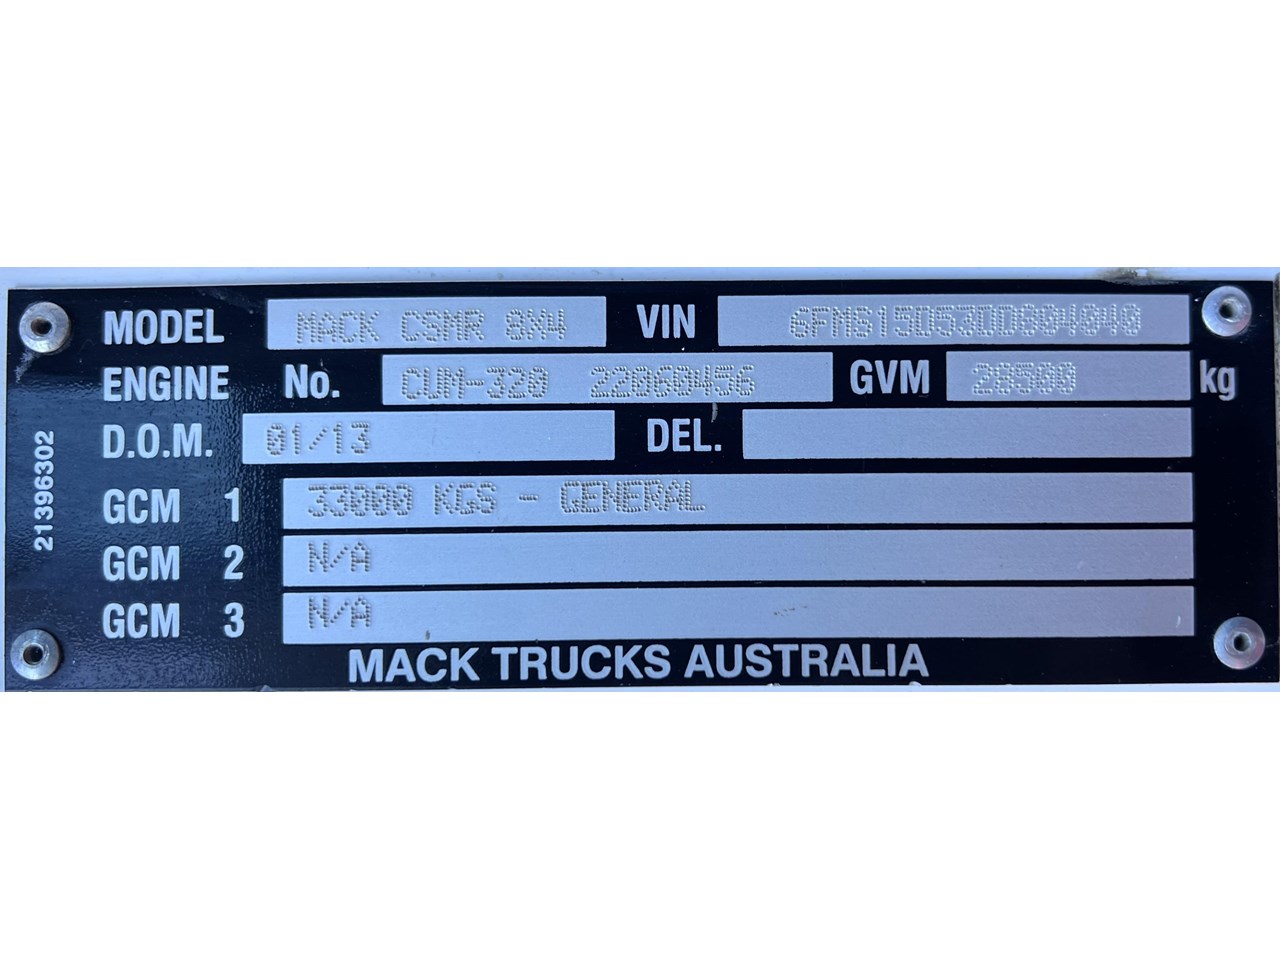 MODEL MACK CSMR 8X4 VIN 6FMS15D53DD804040
ENGINE No. CUM-320 22060456 GVM 28500 kg
D.O.M. 01/13 DEL.
GCM 1 33000 KGS - GENERAL
GCM 2 N/A
GCM 3 N/A
MACK TRUCKS AUSTRALIA
21396302